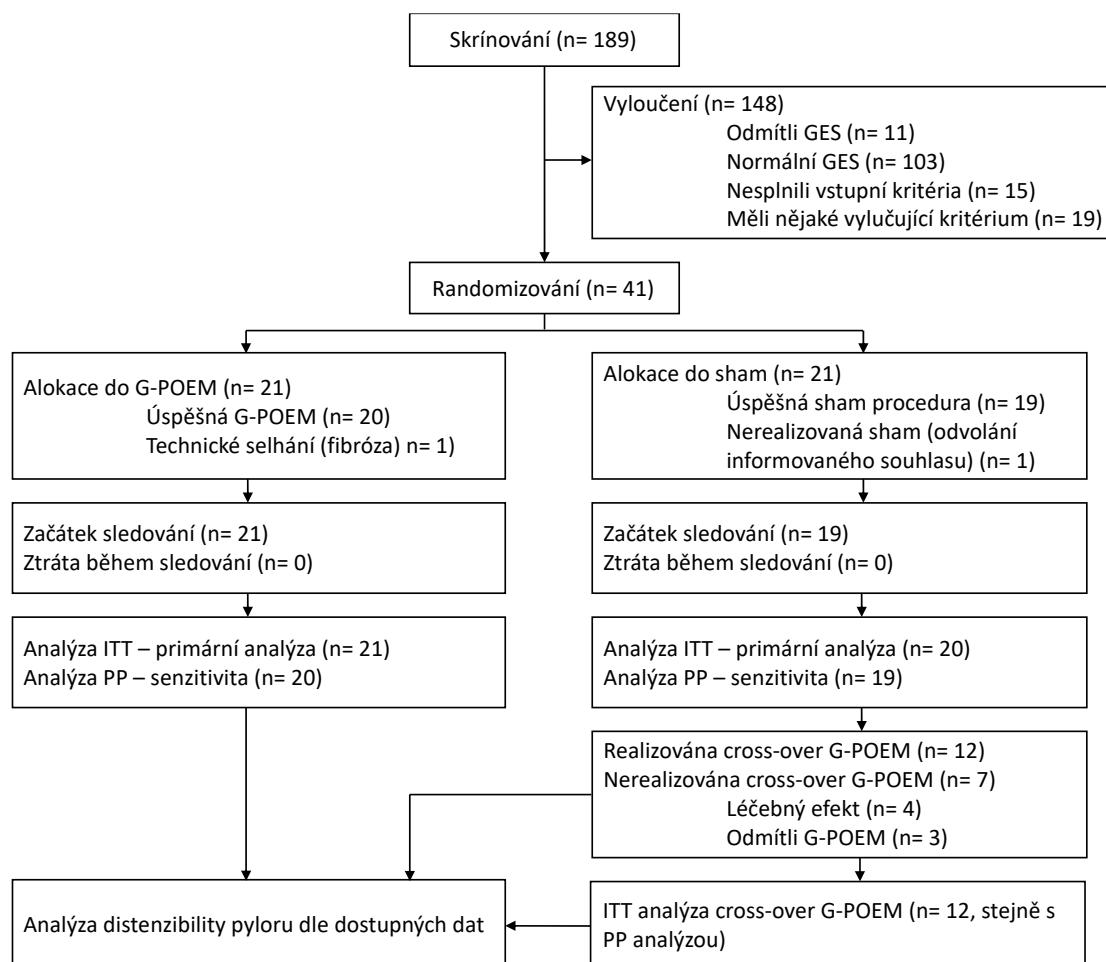 Skrínování (n= 189)
Vyloučení (n= 148)
Odmítli GES (n= 11)
Normální GES (n= 103)
Nesplnili vstupní kritéria (n= 15)
Měli nějaké vylučující kritérium (n= 19)
Randomizování (n= 41)
Alokace do G-POEM (n= 21)
Úspěšná G-POEM (n= 20)
Technické selhání (fibróza) n= 1)
Alokace do sham (n= 21)
Úspěšná sham procedura (n= 19)
Nerealizovaná sham (odvolání
informovaného souhlasu) (n= 1)
Začátek sledování (n= 21)
Ztráta během sledování (n= 0)
Začátek sledování (n= 19)
Ztráta během sledování (n= 0)
Analýza ITT – primární analýza (n= 21)
Analýza PP – senzitivita (n= 20)
Analýza ITT – primární analýza (n= 20)
Analýza PP – senzitivita (n= 19)
Realizována cross-over G-POEM (n= 12)
Nerealizována cross-over G-POEM (n= 7)
Léčebný efekt (n= 4)
Odmítli G-POEM (n= 3)
Analýza distenzibility pyloru dle dostupných dat
ITT analýza cross-over G-POEM (n= 12, stejně s
PP analýzou)